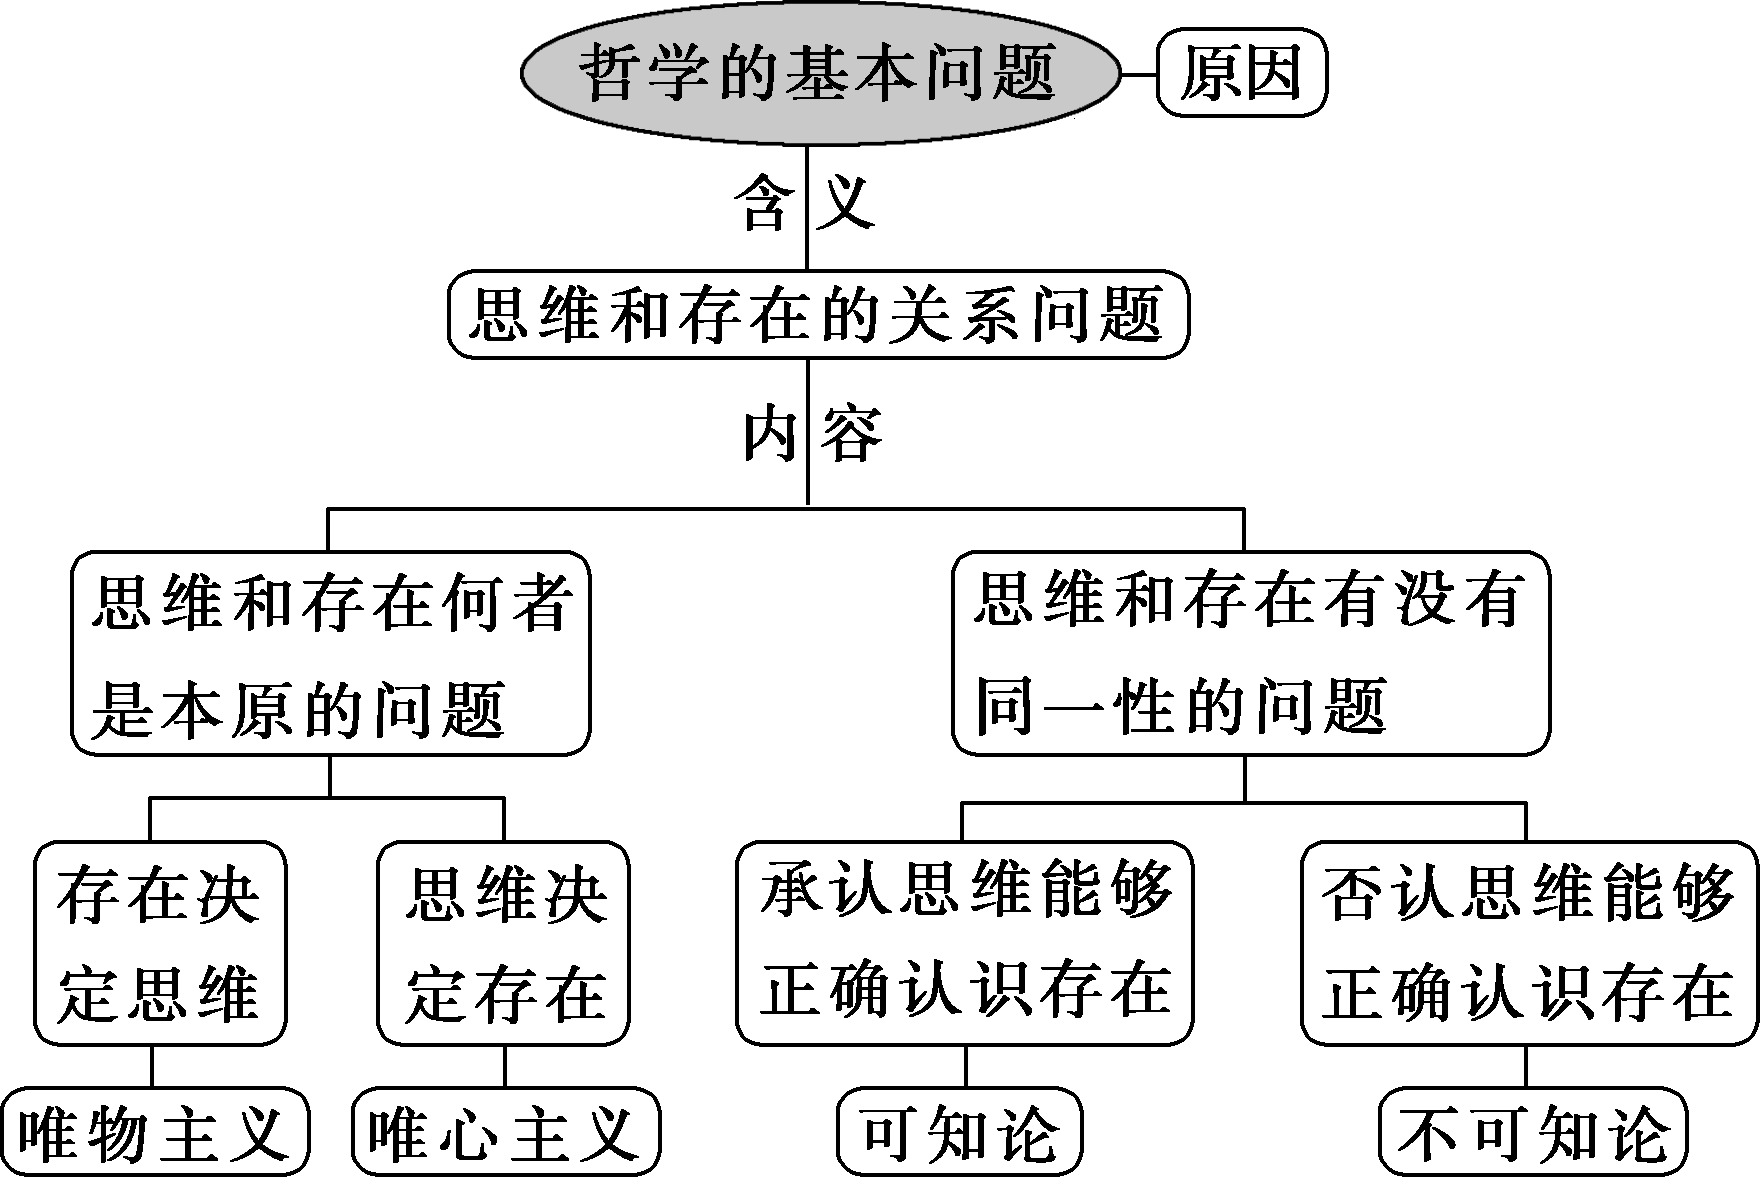 哲学的基本问题
原因
含义
思维和存在的关系问题
内容
思维和存在何者
是本原的问题
思维和存在有没有
同一性的问题
存在决
定思维
思维决
定存在
承认思维能够
正确认识存在
否认思维能够
正确认识存在
唯物主义
唯心主义
可知论
不可知论